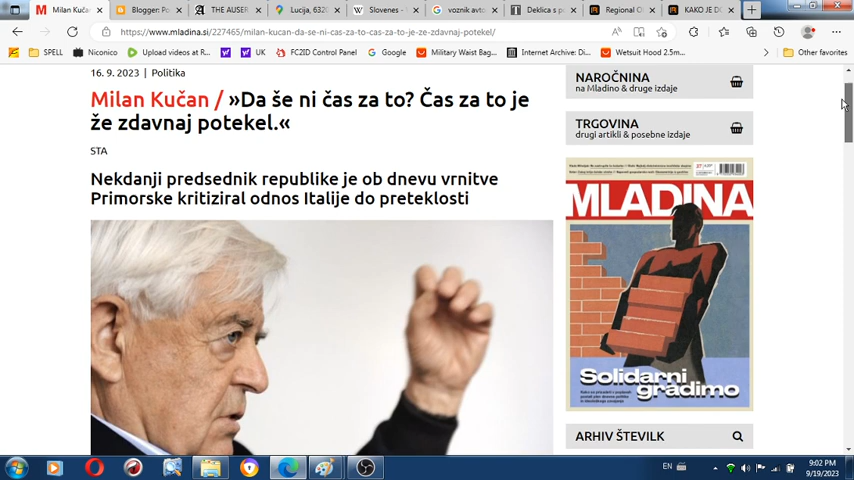 Milan Kuča
Blogger: Po
THE AUSER
Lucija, 6320
Slovenes -
voznik avto
Deklica s p
Regional O
KAKO JE DO
https://www.mladina.si/227465/milan-kucan-da-se-ni-cas-za-to-cas-za-to-je-ze-zdavnaj-potekel/
SPELL
Niconico
Upload videos at R...
UK
FC2ID Control Panel
Google
Military Waist Bag...
Internet Archive: Di...
Wetsuit Hood 2.5m...
Other favorites
16. 9. 2023 | Politika
Milan Kučan / »Da še ni čas za to? Čas za to je
že zdavnaj potekel.«
STA
Nekdanji predsednik republike je ob dnevu vrnitve
Primorske kritiziral odnos Italije do preteklosti
NAROČNINA
na Mladino & druge izdaje
TRGOVINA
drugi artikli & posebne izdaje
MLADINA
Solidarni
gradimo
ARHIV ŠTEVILK
EN
9:02 PM
9/19/2023